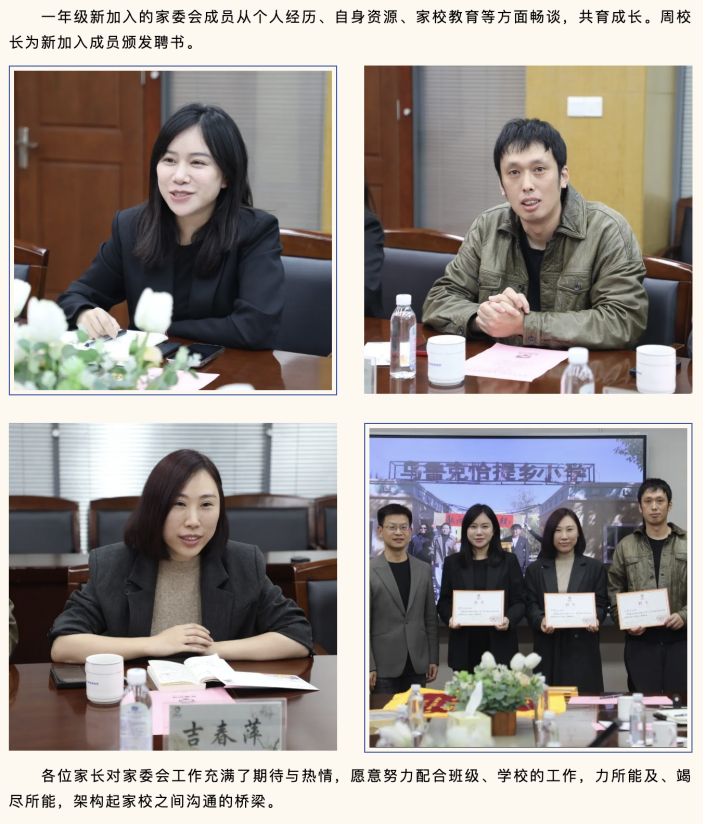 一年级新加入的家委会成员从个人经历、自身资源、家校教育等方面畅谈，共育成长。周校
长为新加入成员颁发聘书。
吉春萍
乌鲁克恰提乡小学
各位家长对家委会工作充满了期待与热情，愿意努力配合班级、学校的工作，力所能及、竭
尽所能，架构起家校之间沟通的桥梁。